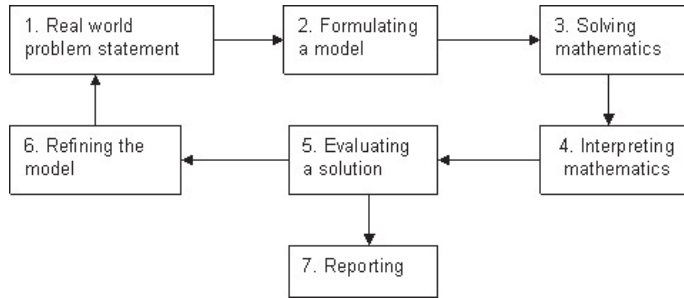 1. Real world
problem statement
2. Formulating
a model
3. Solving
mathematics
4. Interpreting
mathematics
5. Evaluating
a solution
6. Refining the
model
7. Reporting